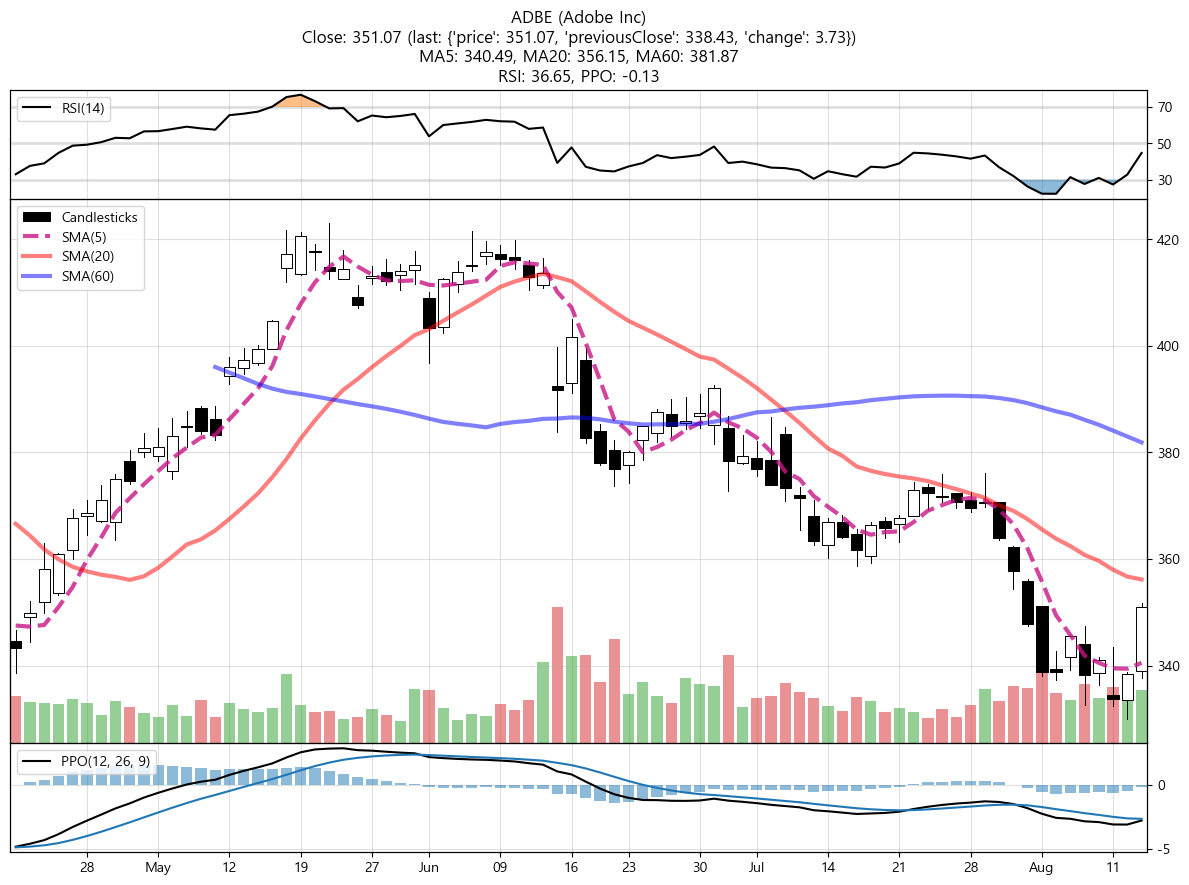 ADBE (Adobe Inc)
Close: 351.07 (last: {'price': 351.07, 'previousClose': 338.43, 'change': 3.73})
MA5: 340.49, MA20: 356.15, MA60: 381.87
RSI: 36.65, PPO: -0.13
RSI(14)
70
50
30
Candlesticks
SMA(5)
SMA(20)
SMA(60)
420
400
380
360
340
PPO(12, 26, 9)
0
-5
28 May 12 19 27 Jun 09 16 23 30 Jul 14 21 28 Aug 11